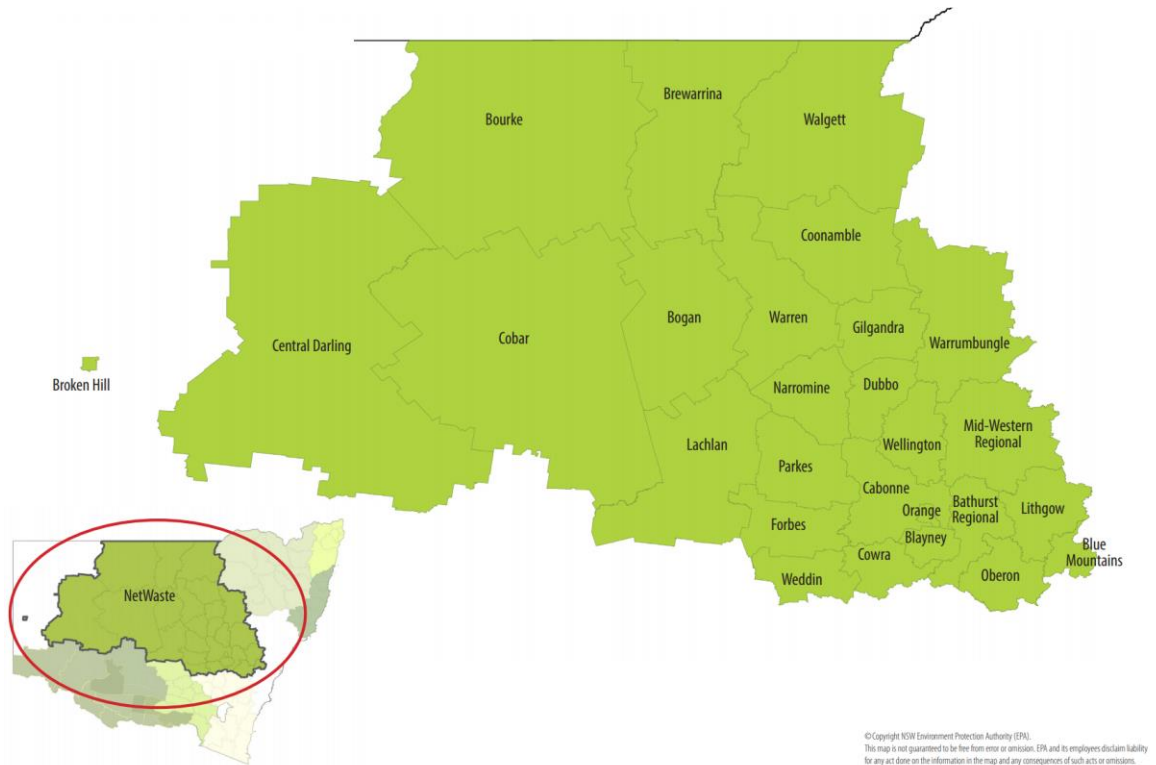 Brewarrina
Bourke
Walgett
Coonamble
Bogan
Warren
Gilgandra
Cobar
Central Darling
Warrumbungle
Broken Hill
Narromine
Dubbo
Mid-Western
Regional
Lachlan
Wellington
Parkes
Cabonne
Orange
Bathurst
Regional
Lithgow
Forbes
Blayney
Blue
Mountains
Cowra
Weddin
Oberon
NetWaste
© Copyright NSW Environment Protection Authority (EPA).
This map is not guaranteed to be free from error or omission. EPA and its employees disclaim liability
for any act done on the information in the map and any consequences of such acts or omissions.